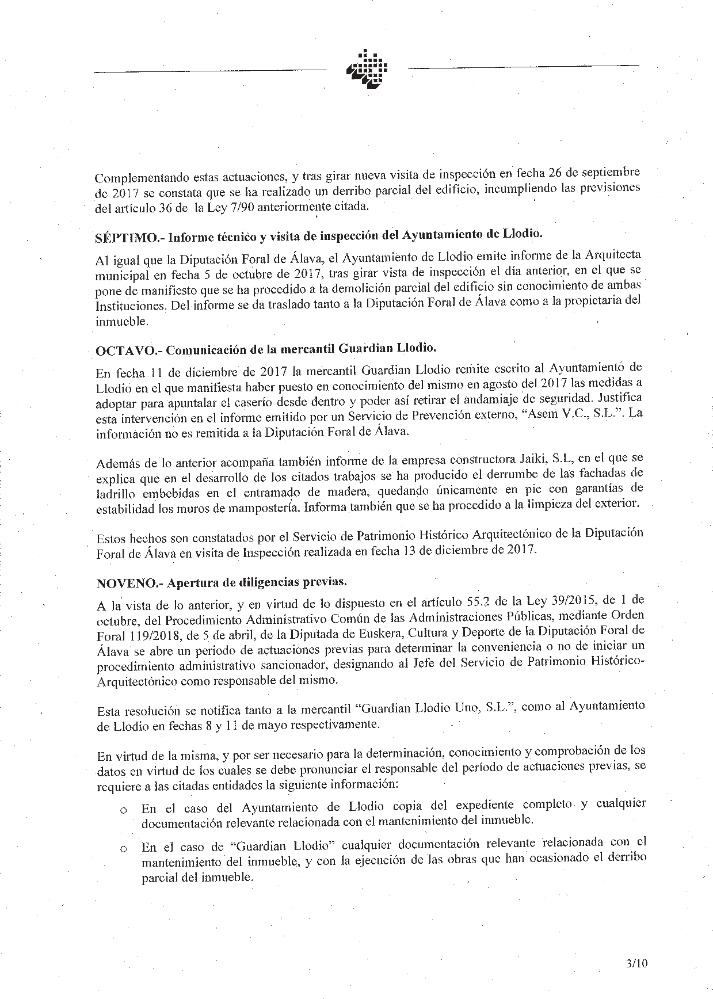 Complementando estas actuaciones, y tras girar nueva visita de inspección en fecha 26 de septiembre
de 2017 se constata que se ha realizado un derribo parcial del edificio, incumpliendo las previsiones
del artículo 36 de la Ley 7/90 anteriormente citada.
SÉPTIMO.- Informe técnico y visita de inspección del Ayuntamiento de Llodio.
Al igual que la Diputación Foral de Álava, el Ayuntamiento de Llodio emite informe de la Arquitecta
municipal en fecha 5 de octubre de 2017, tras girar vista de inspección el día anterior, en el que se
pone de manifiesto que se ha procedido a la demolición parcial del edificio sin conocimiento de ambas
Instituciones. Del informe se da traslado tanto a la Diputación Foral de Álava como a la propietaria del
inmueble.
OCTAVO.- Comunicación de la mercantil Guardian Llodio.
En fecha 11 de diciembre de 2017 la mercantil Guardian Llodio remite escrito al Ayuntamiento de
Llodio en el que manifiesta haber puesto en conocimiento del mismo en agosto del 2017 las medidas a
adoptar para apuntalar el caserío desde dentro y poder así retirar el andamiaje de seguridad. Justifica
esta intervención en el informe emitido por un Servicio de Prevención externo, “Asem V.C., S.L.”. La
información no es remitida a la Diputación Foral de Álava.
Además de lo anterior acompaña también informe de la empresa constructora Jaiki, S.L, en el que se
explica que en el desarrollo de los citados trabajos se ha producido el derrumbe de las fachadas de
ladrillo embebidas en el entramado de madera, quedando únicamente en pie con garantías de
estabilidad los muros de mampostería. Informa también que se ha procedido a la limpieza del exterior.
Estos hechos son constatados por el Servicio de Patrimonio Histórico Arquitectónico de la Diputación
Foral de Álava en visita de Inspección realizada en fecha 13 de diciembre de 2017.
NOVENO.- Apertura de diligencias previas.
A la vista de lo anterior, y en virtud de lo dispuesto en el artículo 55.2 de la Ley 39/2015, de 1 de
octubre, del Procedimiento Administrativo Común de las Administraciones Públicas, mediante Orden
Foral 119/2018, de 5 de abril, de la Diputada de Euskera, Cultura y Deporte de la Diputación Foral de
Álava se abre un periodo de actuaciones previas para determinar la conveniencia o no de iniciar un
procedimiento administrativo sancionador, designando al Jefe del Servicio de Patrimonio Histórico-
Arquitectónico como responsable del mismo.
Esta resolución se notifica tanto a la mercantil “Guardian Llodio Uno, S.L.”, como al Ayuntamiento
de Llodio en fechas 8 y 11 de mayo respectivamente.
En virtud de la misma, y por ser necesario para la determinación, conocimiento y comprobación de los
datos en virtud de los cuales se debe pronunciar el responsable del período de actuaciones previas, se
requiere a las citadas entidades la siguiente información:
o En el caso del Ayuntamiento de Llodio copia del expediente completo y cualquier
documentación relevante relacionada con el mantenimiento del inmueble.
o En el caso de “Guardian Llodio” cualquier documentación relevante relacionada con el
mantenimiento del inmueble, y con la ejecución de las obras que han ocasionado el derribo
parcial del inmueble.
3/10